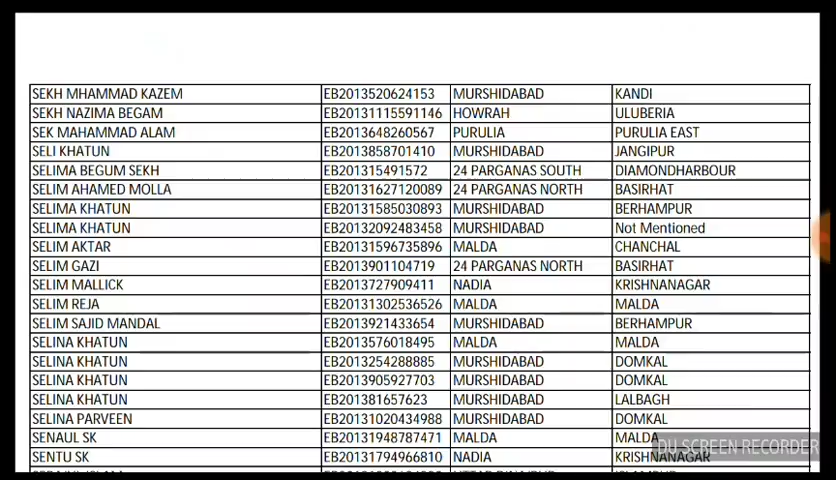 SEKH MHAMMAD KAZEM EB2013520624153 MURSHIDABAD KANDI
SEKH NAZIMA BEGAM EB20131115591146 HOWRAH ULUBERIA
SEK MAHAMMAD ALAM EB2013648260567 PURULIA PURULIA EAST
SELI KHATUN EB2013858701410 MURSHIDABAD JANGIPUR
SELIMA BEGUM SEKH EB201315491572 24 PARGANAS SOUTH DIAMONDHARBOUR
SELIM AHAMED MOLLA EB20131627120089 24 PARGANAS NORTH BASIRHAT
SELIMA KHATUN EB20131585030893 MURSHIDABAD BERHAMPUR
SELIMA KHATUN EB20132092483458 MURSHIDABAD Not Mentioned
SELIM AKTAR EB20131596735896 MALDA CHANCHAL
SELIM GAZI EB2013901104719 24 PARGANAS NORTH BASIRHAT
SELIM MALLICK EB2013727909411 NADIA KRISHNANAGAR
SELIM REJA EB20131302536526 MALDA MALDA
SELIM SAJID MANDAL EB2013921433654 MURSHIDABAD BERHAMPUR
SELINA KHATUN EB2013576018495 MALDA MALDA
SELINA KHATUN EB2013254288885 MURSHIDABAD DOMKAL
SELINA KHATUN EB2013905927703 MURSHIDABAD DOMKAL
SELINA KHATUN EB201381657623 MURSHIDABAD LALBAGH
SELINA PARVEEN EB20131020434988 MURSHIDABAD DOMKAL
SENAUL SK EB20131948787471 MALDA MALDA
DU SCREEN RECORDER
SENTU SK EB20131794966810 NADIA KRISHNANAGAR